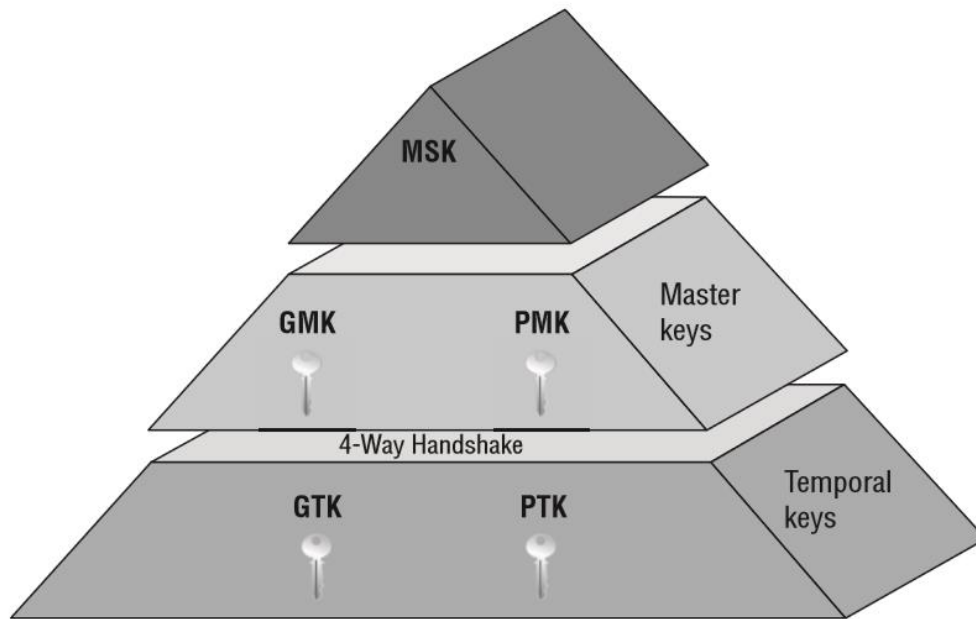 MSK
GMK
PMK
Master
keys
4-Way Handshake
GTK
PTK
Temporal
keys